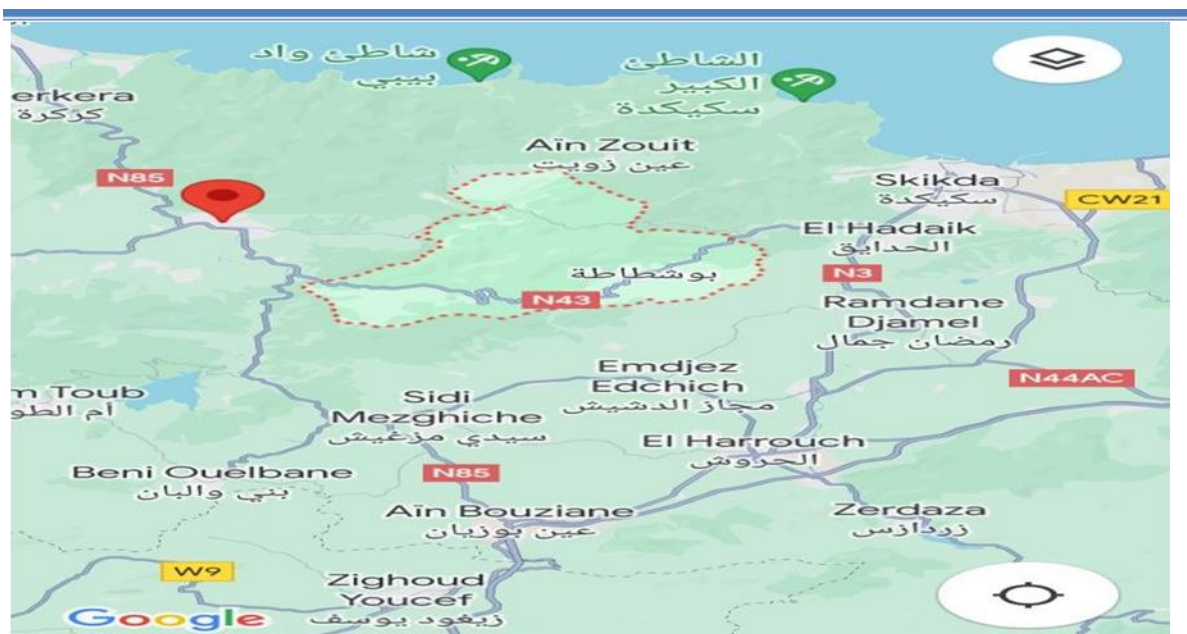 شاطئ واد
بيبي
الشاطئ
الكبير
سكيكدة
erkera
كركرة
Aïn Zouit
عين زويت
N85
Skikda
سكيكدة
CW21
El Hadaik
الحدايق
بوشطاطة
N3
N43
Ramdane
Djamel
رمضان جمال
Emdjez
Edchich
مجاز الدشيش
N44AC
m Toub
أم الطو
Sidi
Mezghiche
سيدي مزغيش
El Harrouch
الحروش
Beni Ouelbane
بني والبان
N85
Aïn Bouziane
عين بوزيان
Zerdaza
زردازس
W9
Zighoud
Youcef
زيغود يوسف
Google